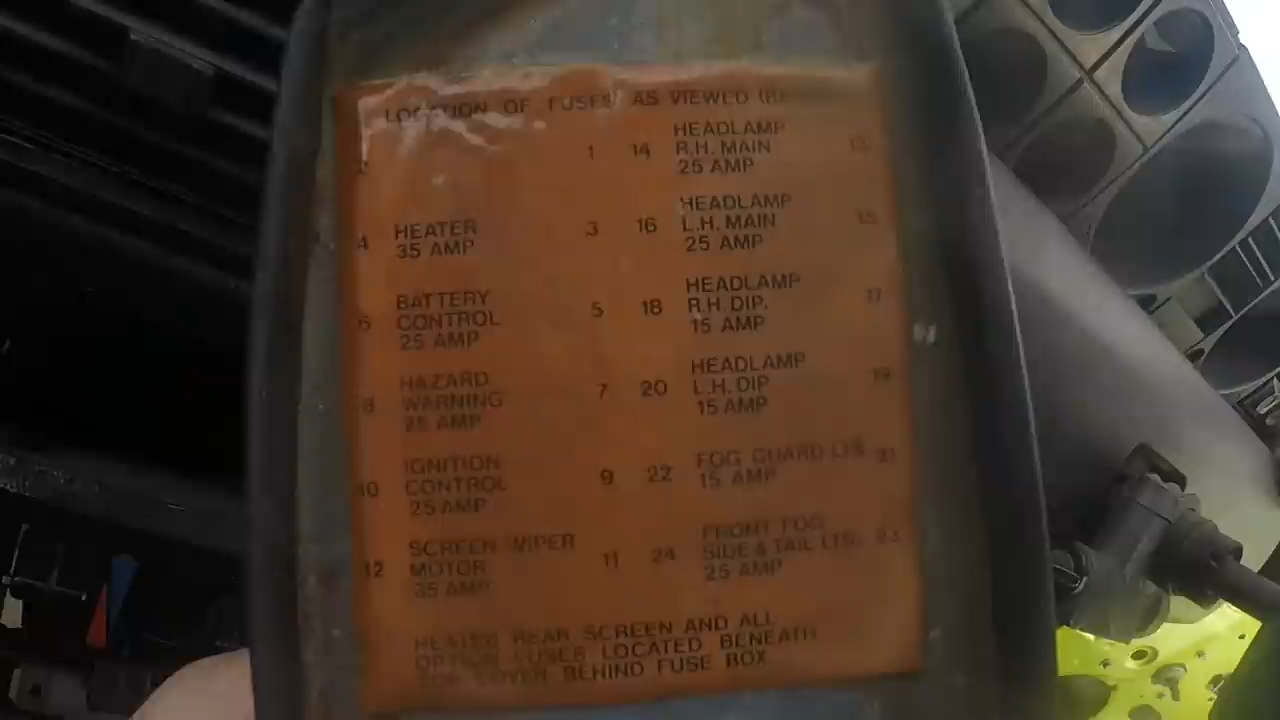 LOCATION OF FUSES AS VIEWED
2 1 14 HEADLAMP R.H. MAIN 25 AMP 13
4 HEATER 35 AMP 3 16 HEADLAMP L.H. MAIN 25 AMP 15
6 BATTERY CONTROL 25 AMP 5 18 HEADLAMP R.H. DIP. 15 AMP 17
8 HAZARD WARNING 25 AMP 7 20 HEADLAMP L.H. DIP 15 AMP 19
10 IGNITION CONTROL 25 AMP 9 22 FOG GUARD LTS 15 AMP 21
12 SCREEN WIPER MOTOR 35 AMP 11 24 FRONT FOG SIDE & TAIL LTS. 25 AMP 23
HEATED REAR SCREEN AND ALL
OPTION FUSES LOCATED BENEATH
COVER BEHIND FUSE BOX